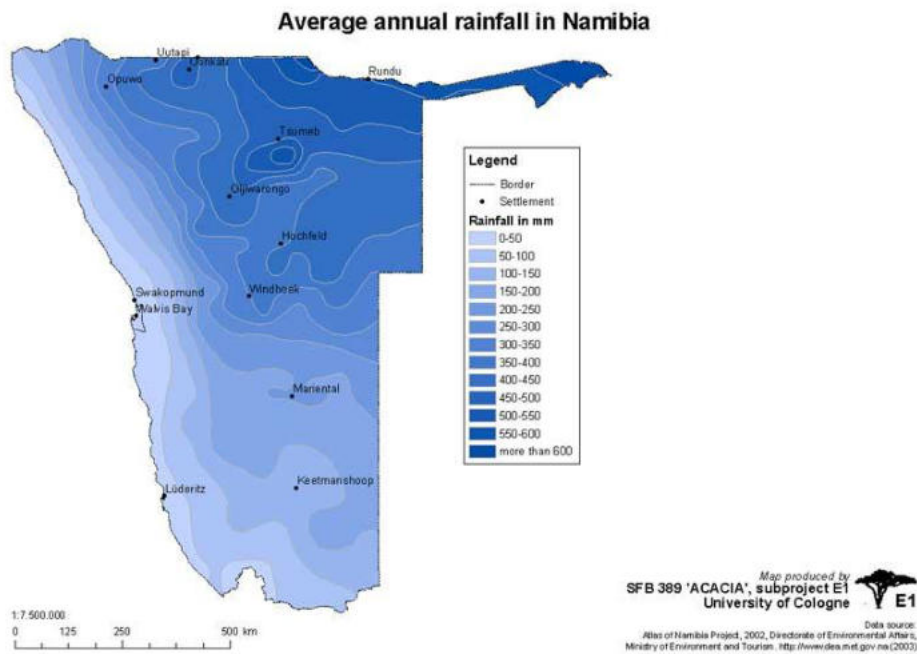 Average annual rainfall in Namibia
Uutapi
Oshkati
Opuwo
Rundu
Tsumeb
Otjiwarongo
Hochfeld
Windhoek
Swakopmund
Walvis Bay
Mariental
Keetmanshoop
Lüderitz
Legend
Border
Settlement
Rainfall in mm
0-50
50-100
100-150
150-200
200-250
250-300
300-350
350-400
400-450
450-500
500-550
550-600
more than 600
1:7.500.000
0 125 250 500 km
Map produced by
SFB 389 'ACACIA', subproject E1
University of Cologne
E1
Data source:
Atlas of Namibia Project, 2002, Directorate of Environmental Affairs,
Ministry of Environment and Tourism. http://www.dea.met.gov.na (2003)